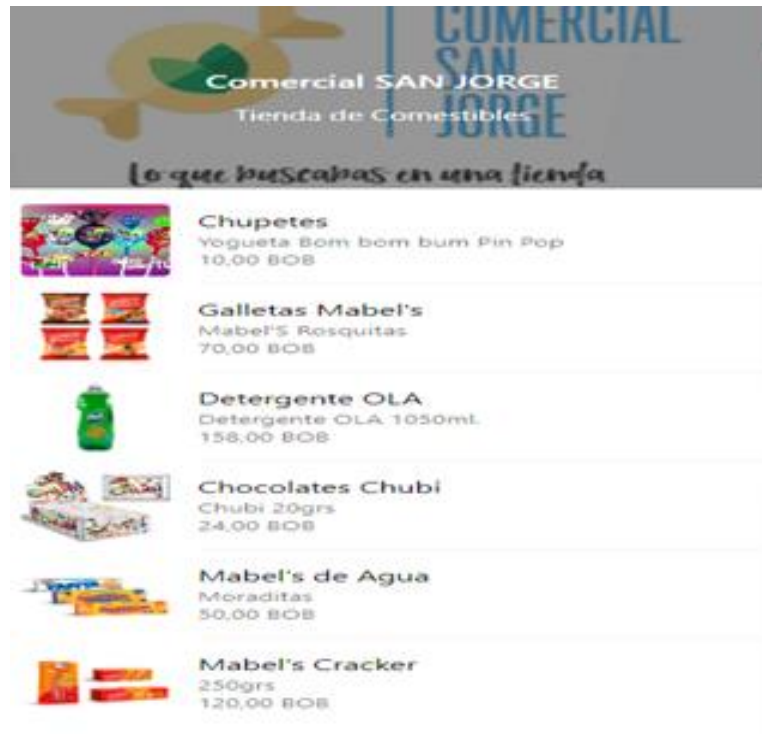 COMERCIAL
SAN
JORGE
Comercial SAN JORGE
Tienda de Comestibles
Lo que buscabas en una tienda
Chupetes
Yogueta Bom bom bum Pin Pop
10,00 BOB
Galletas Mabel's
Mabel'S Rosquitas
70,00 BOB
Detergente OLA
Detergente OLA 1050ml.
158,00 BOB
Chocolates Chubi
Chubi 20grs
24,00 BOB
Mabel's de Agua
Moraditas
50,00 BOB
Mabel's Cracker
250grs
120,00 BOB